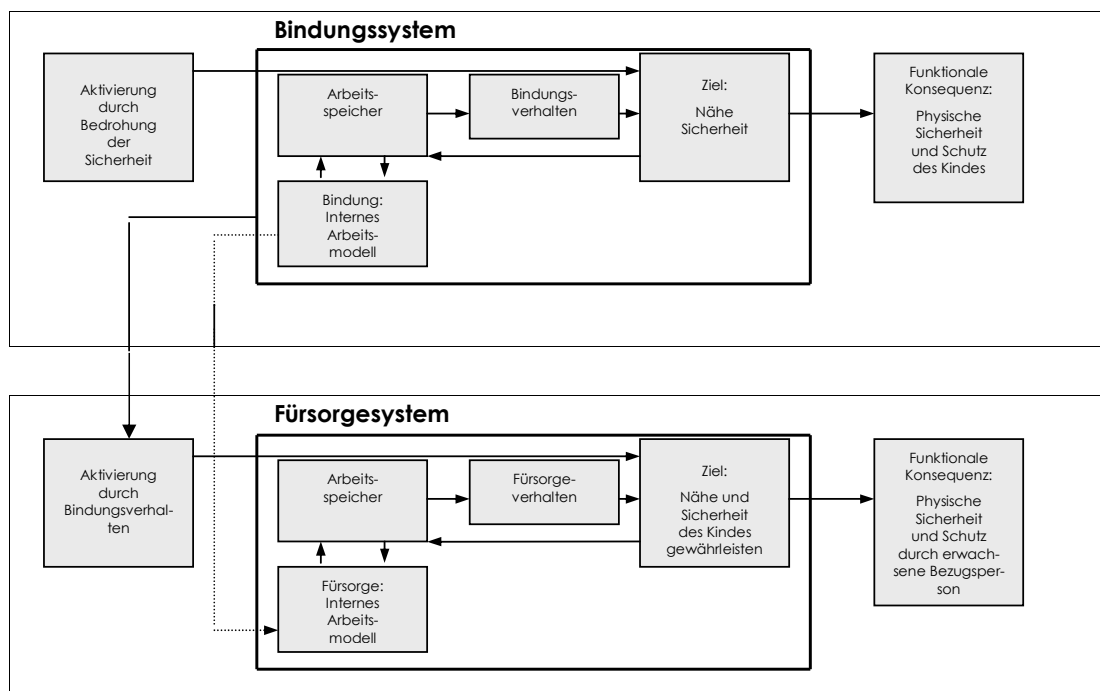 Bindungssystem
Aktivierung
durch
Bedrohung
der
Sicherheit
Arbeits-
speicher
Bindungs-
verhalten
Ziel:
Nähe
Sicherheit
Funktionale
Konsequenz:
Physische
Sicherheit
und Schutz
des Kindes
Bindung:
Internes
Arbeits-
modell
Fürsorgesystem
Aktivierung
durch
Bindungsverhal-
ten
Arbeits-
speicher
Fürsorge-
verhalten
Ziel:
Nähe und
Sicherheit
des Kindes
gewährleisten
Funktionale
Konsequenz:
Physische
Sicherheit
und Schutz
durch erwach-
sene Bezugsper-
son
Fürsorge:
Internes
Arbeits-
modell